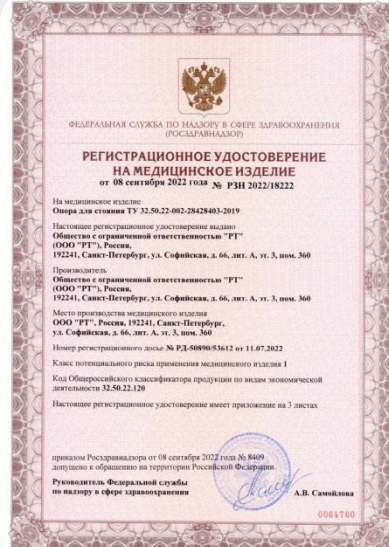 ФЕДЕРАЛЬНАЯ СЛУЖБА ПО НАДЗОРУ В СФЕРЕ ЗДРАВООХРАНЕНИЯ
(РОСЗДРАВНАДЗОР)
РЕГИСТРАЦИОННОЕ УДОСТОВЕРЕНИЕ
НА МЕДИЦИНСКОЕ ИЗДЕЛИЕ
от 08 сентября 2022 года № РЗН 2022/18222
На медицинское изделие
Опора для стояния ТУ 32.50.22-002-28428403-2019
Настоящее регистрационное удостоверение выдано
Общество с ограниченной ответственностью "РТ"
(ООО "РТ"), Россия,
192241, Санкт-Петербург, ул. Софийская, д. 66, лит. А, эт. 3, пом. 360
Производитель
Общество с ограниченной ответственностью "РТ"
(ООО "РТ"), Россия,
192241, Санкт-Петербург, ул. Софийская, д. 66, лит. А, эт. 3, пом. 360
Место производства медицинского изделия
ООО "РТ", Россия, 192241, Санкт-Петербург,
ул. Софийская, д. 66, лит. А, эт. 3, пом. 360
Номер регистрационного досье № РД-50890/53612 от 11.07.2022
Класс потенциального риска применения медицинского изделия 1
Код Общероссийского классификатора продукции по видам экономической
деятельности 32.50.22.120
Настоящее регистрационное удостоверение имеет приложение на 3 листах
приказом Росздравнадзора от 08 сентября 2022 года № 8409
допущено к обращению на территории Российской Федерации.
Руководитель Федеральной службы
по надзору в сфере здравоохранения
А.В. Самойлова
0064760